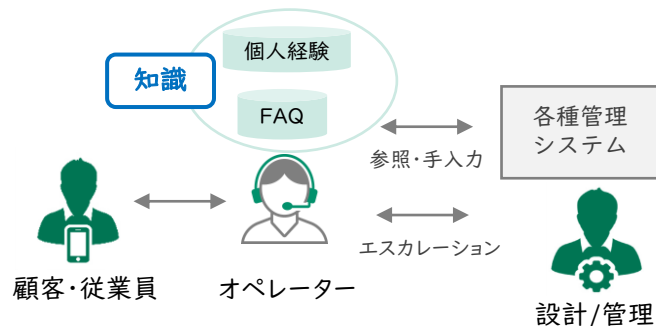 個人経験
知識
FAQ
各種管理
システム
参照・手入力
エスカレーション
顧客・従業員
オペレーター
設計/管理